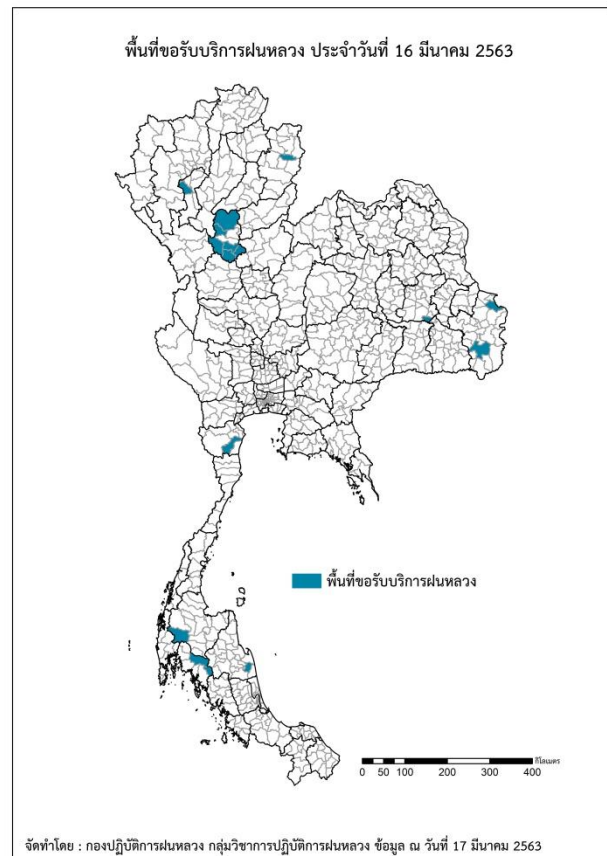 พื้นที่ขอรับบริการฝนหลวง ประจำวันที่ 16 มีนาคม 2563
พื้นที่ขอรับบริการฝนหลวง
กิโลเมตร
0 50 100 200 300 400
จัดทำโดย : กองปฏิบัติการฝนหลวง กลุ่มวิชาการปฏิบัติการฝนหลวง ข้อมูล ณ วันที่ 17 มีนาคม 2563